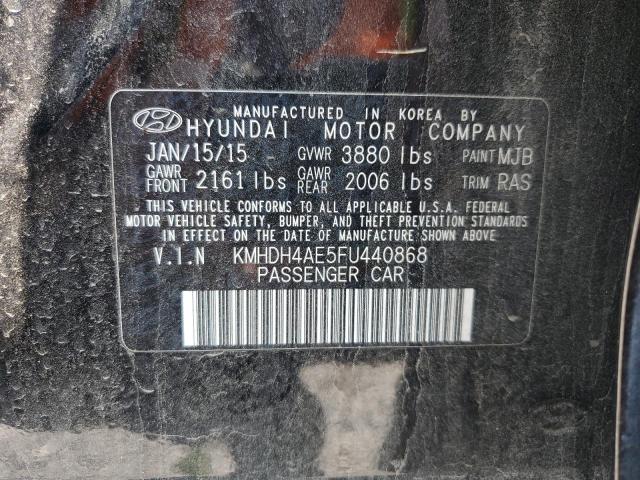 MANUFACTURED IN KOREA BY
HYUNDAI MOTOR COMPANY
JAN/15/15 GVWR 3880 lbs PAINT MJB
GAWR FRONT 2161 lbs GAWR REAR 2006 lbs TRIM RAS
THIS VEHICLE CONFORMS TO ALL APPLICABLE U.S.A. FEDERAL
MOTOR VEHICLE SAFETY, BUMPER, AND THEFT PREVENTION STANDARDS
IN EFFECT ON THE DATE OF MANUFACTURE SHOWN ABOVE
V.I.N KMHDH4AE5FU440868
PASSENGER CAR